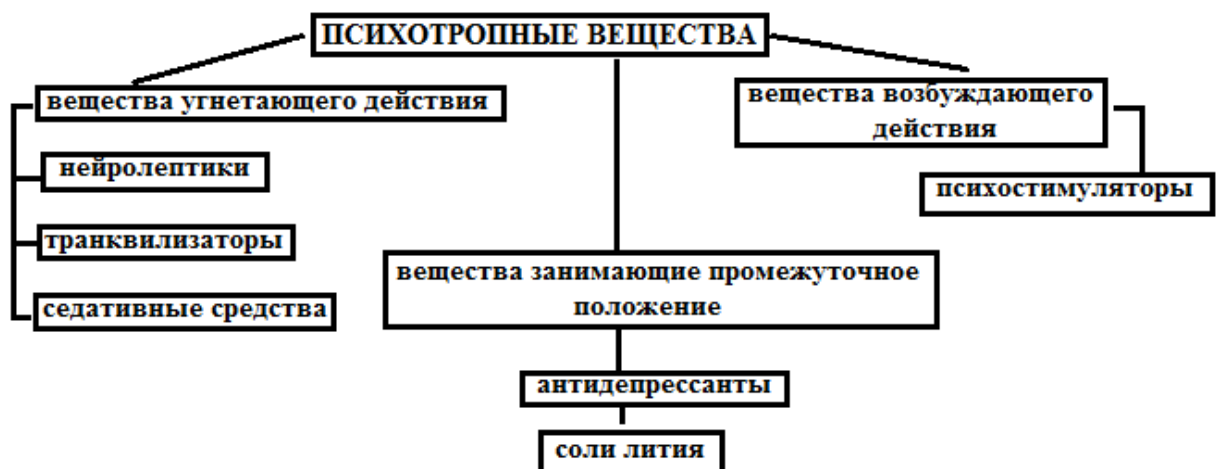 ПСИХОТРОПНЫЕ ВЕЩЕСТВА
вещества угнетающего действия
нейролептики
транквилизаторы
седативные средства
вещества занимающие промежуточное
положение
антидепрессанты
соли лития
вещества возбуждающего
действия
психостимуляторы